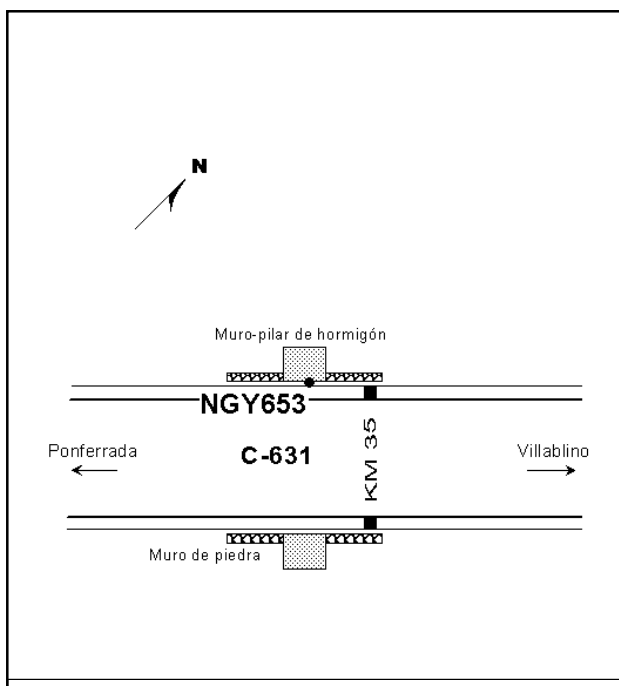 N
Muro-pilar de hormigón
NGY653
C-631
KM 35
Ponferrada
Villablino
Muro de piedra